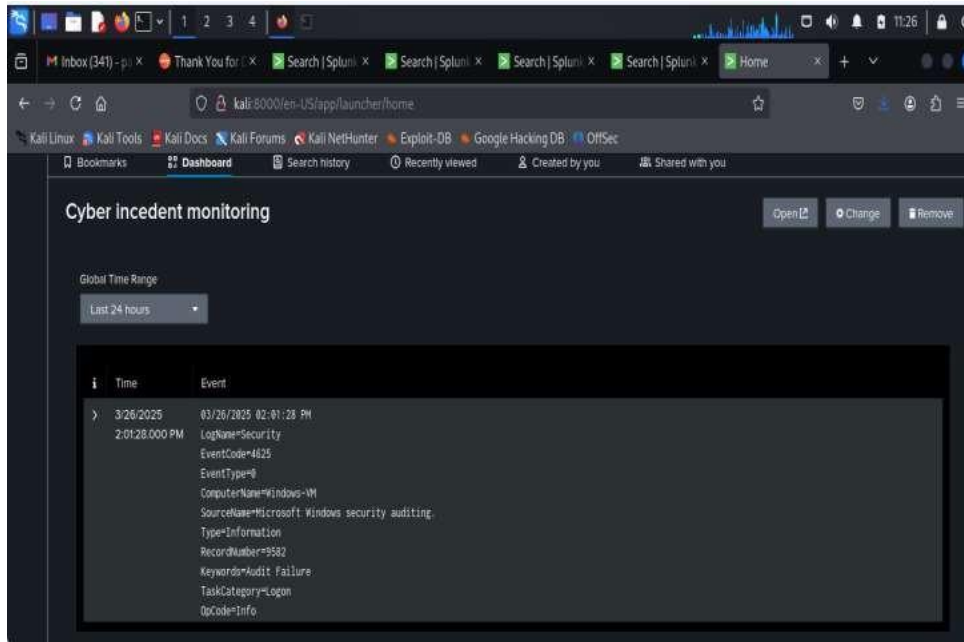 1 2 3 4 11:26
Inbox (341) - Thank You for Search | Splunk Search | Splunk Search | Splunk Search | Splunk Home
kali:8000/en-US/app/launcher/home
Kali Linux Kali Tools Kali Docs Kali Forums Kali NetHunter Exploit-DB Google Hacking DB OffSec
Bookmarks Dashboard Search history Recently viewed Created by you Shared with you
Cyber incedent monitoring Open Change Remove
Global Time Range
Last 24 hours
i Time Event
3/26/2025 03/26/2025 02:01:28 PM
2:01:28.000 PM LogName=Security
EventCode=4625
EventType=0
ComputerName=Windows-VM
SourceName=Microsoft Windows security auditing.
Type=Information
RecordNumber=9582
Keywords=Audit Failure
TaskCategory=Logon
OpCode=Info